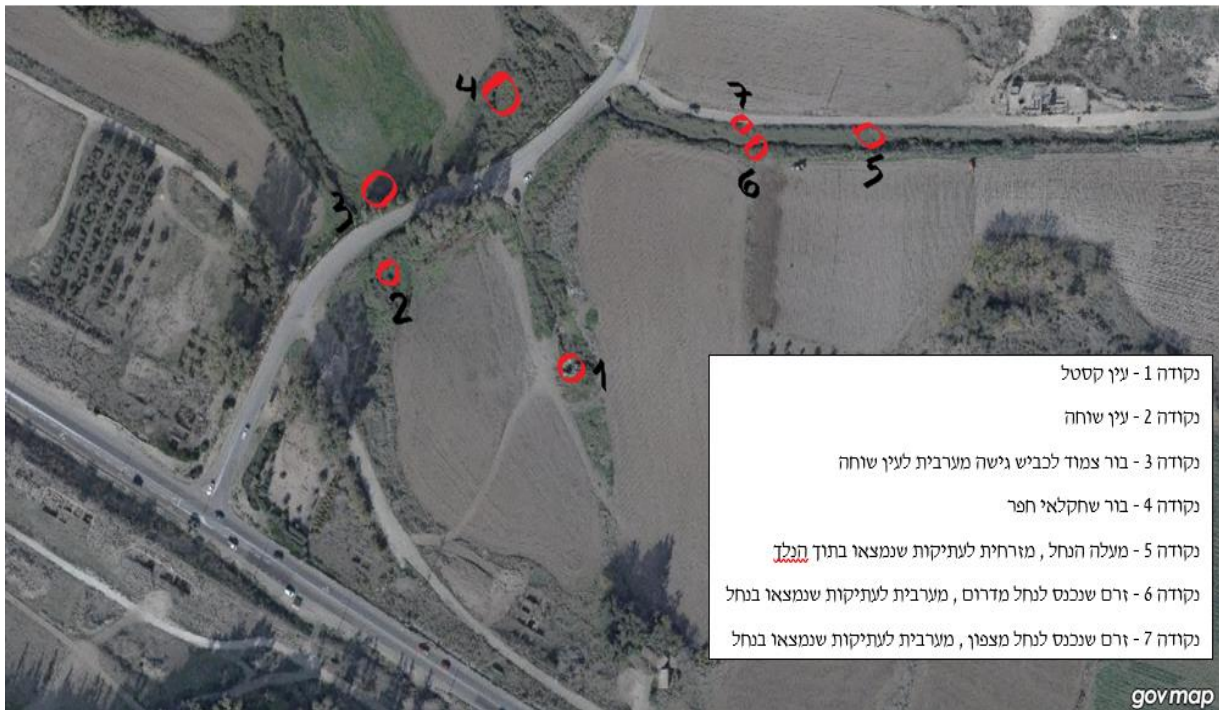 4
7
6
5
3
2
1
נקודה 1 - עין קסטל
נקודה 2 - עין שוחה
נקודה 3 - בור צמוד לכביש גישה מערבית לעין שוחה
נקודה 4 - בור שחקלאי חפר
נקודה 5 - מעלה הנחל , מזרחית לעתיקות שנמצאו בתוך הנלך
נקודה 6 - זרם שנכנס לנחל מדרום , מערבית לעתיקות שנמצאו בנחל
נקודה 7 - זרם שנכנס לנחל מצפון , מערבית לעתיקות שנמצאו בנחל
govmap